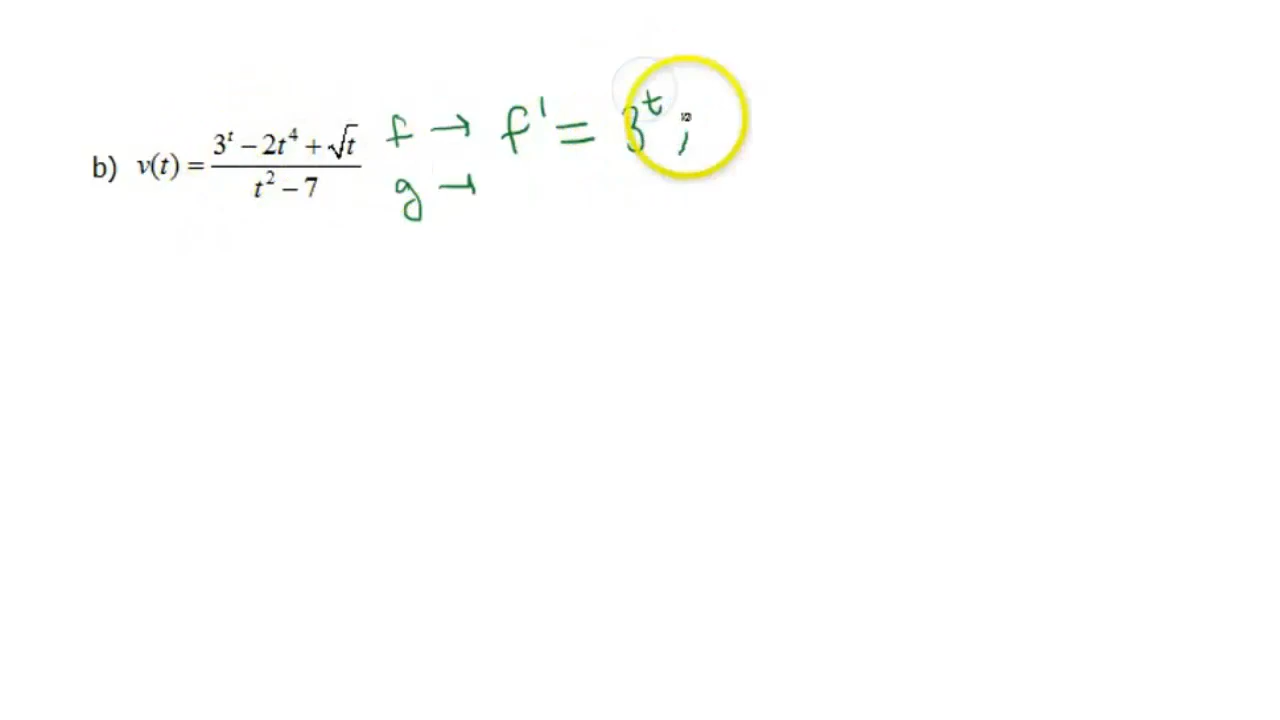 b) v(t) = (3^t − 2t^4 + √t) / (t^2 − 7) f → f' = 3^t
g →